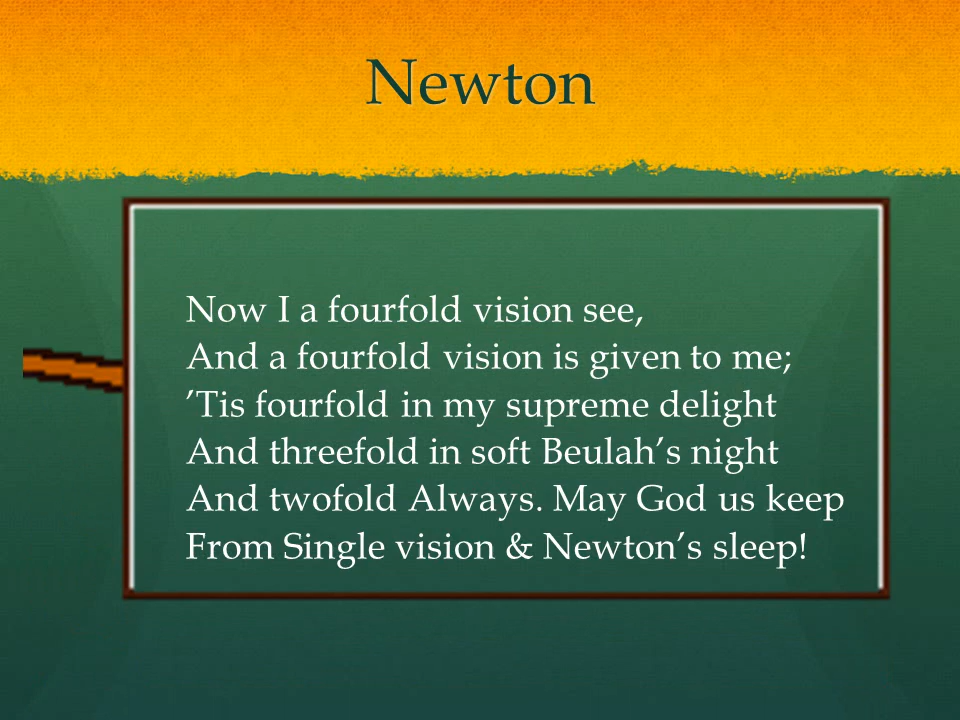 Newton
Now I a fourfold vision see,
And a fourfold vision is given to me;
’Tis fourfold in my supreme delight
And threefold in soft Beulah’s night
And twofold Always. May God us keep
From Single vision & Newton’s sleep!